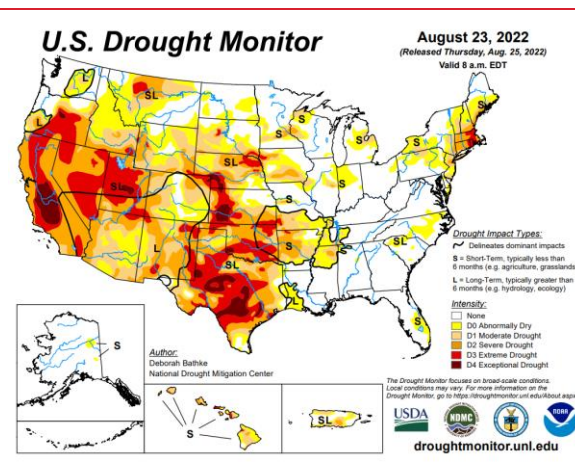 U.S. Drought Monitor
August 23, 2022
(Released Thursday, Aug. 25, 2022)
Valid 8 a.m. EDT
L
SL
S
S
S
L
S
S
S
SL
S
SL
S
L
SL
S
SL
L
S
Drought Impact Types:
Delineates dominant impacts
S = Short-Term, typically less than
6 months (e.g. agriculture, grasslands
L = Long-Term, typically greater than
6 months (e.g. hydrology, ecology)
Intensity:
None
D0 Abnormally Dry
D1 Moderate Drought
D2 Severe Drought
D3 Extreme Drought
D4 Exceptional Drought
S
Author:
Deborah Bathke
National Drought Mitigation Center
S
SL
The Drought Monitor focuses on broad-scale conditions.
Local conditions may vary. For more information on the
Drought Monitor, go to https://droughtmonitor.unl.edu/About.asp
USDA
NDMC
NOAA
droughtmonitor.unl.edu